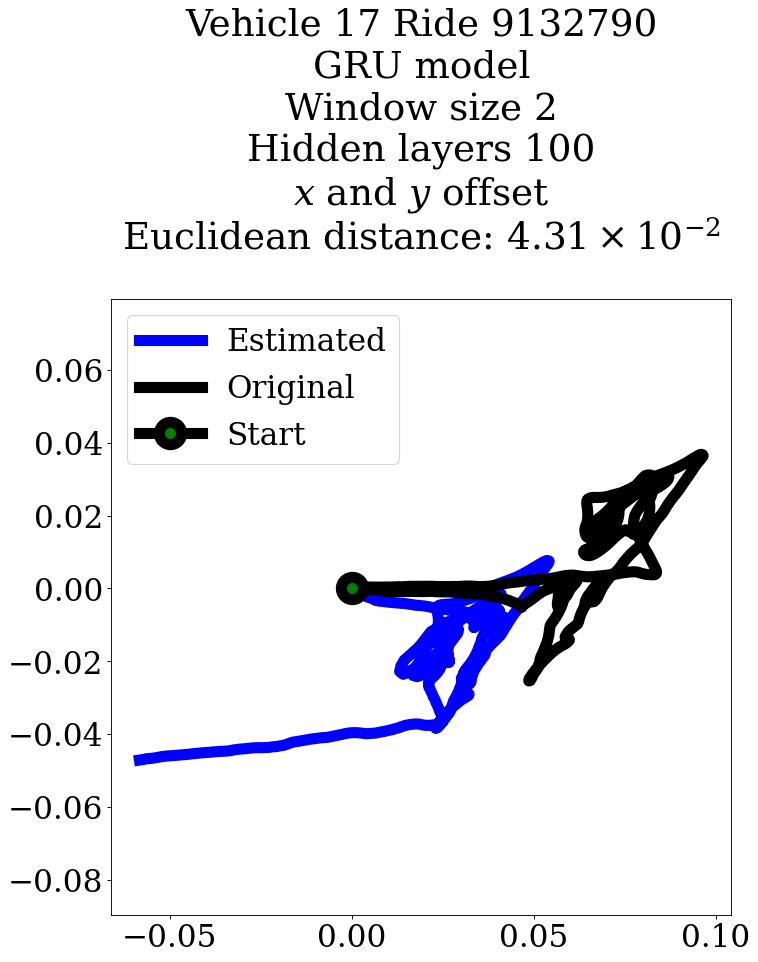 Vehicle 17 Ride 9132790
GRU model
Window size 2
Hidden layers 100
x and y offset
Euclidean distance: 4.31 × 10⁻²
Estimated
Original
Start
0.06
0.04
0.02
0.00
−0.02
−0.04
−0.06
−0.08
−0.05 0.00 0.05 0.10